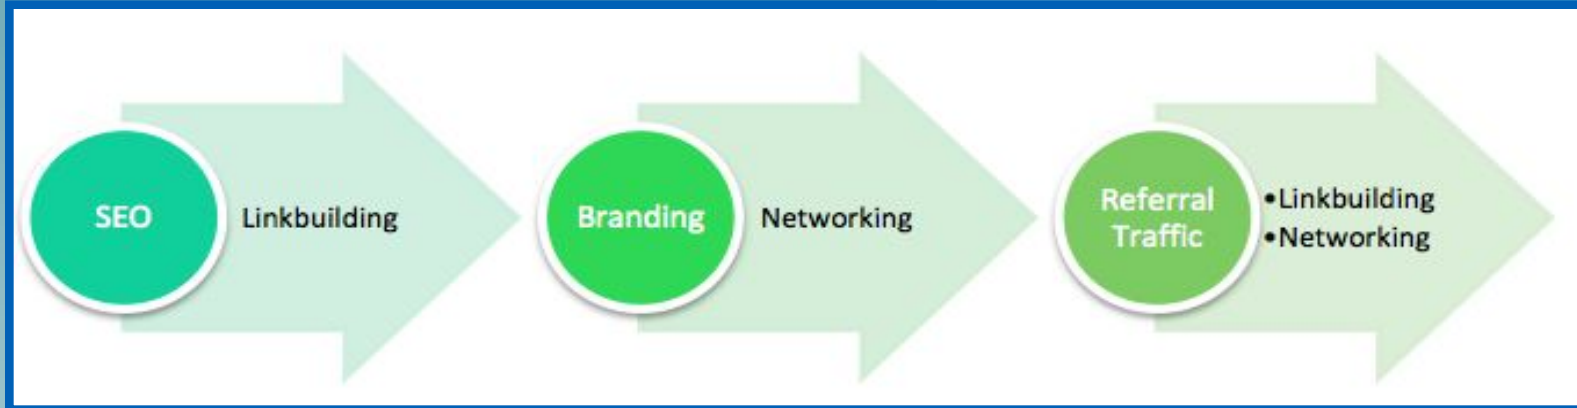 SEO
Linkbuilding
Branding
Networking
Referral
Traffic
•Linkbuilding
•Networking